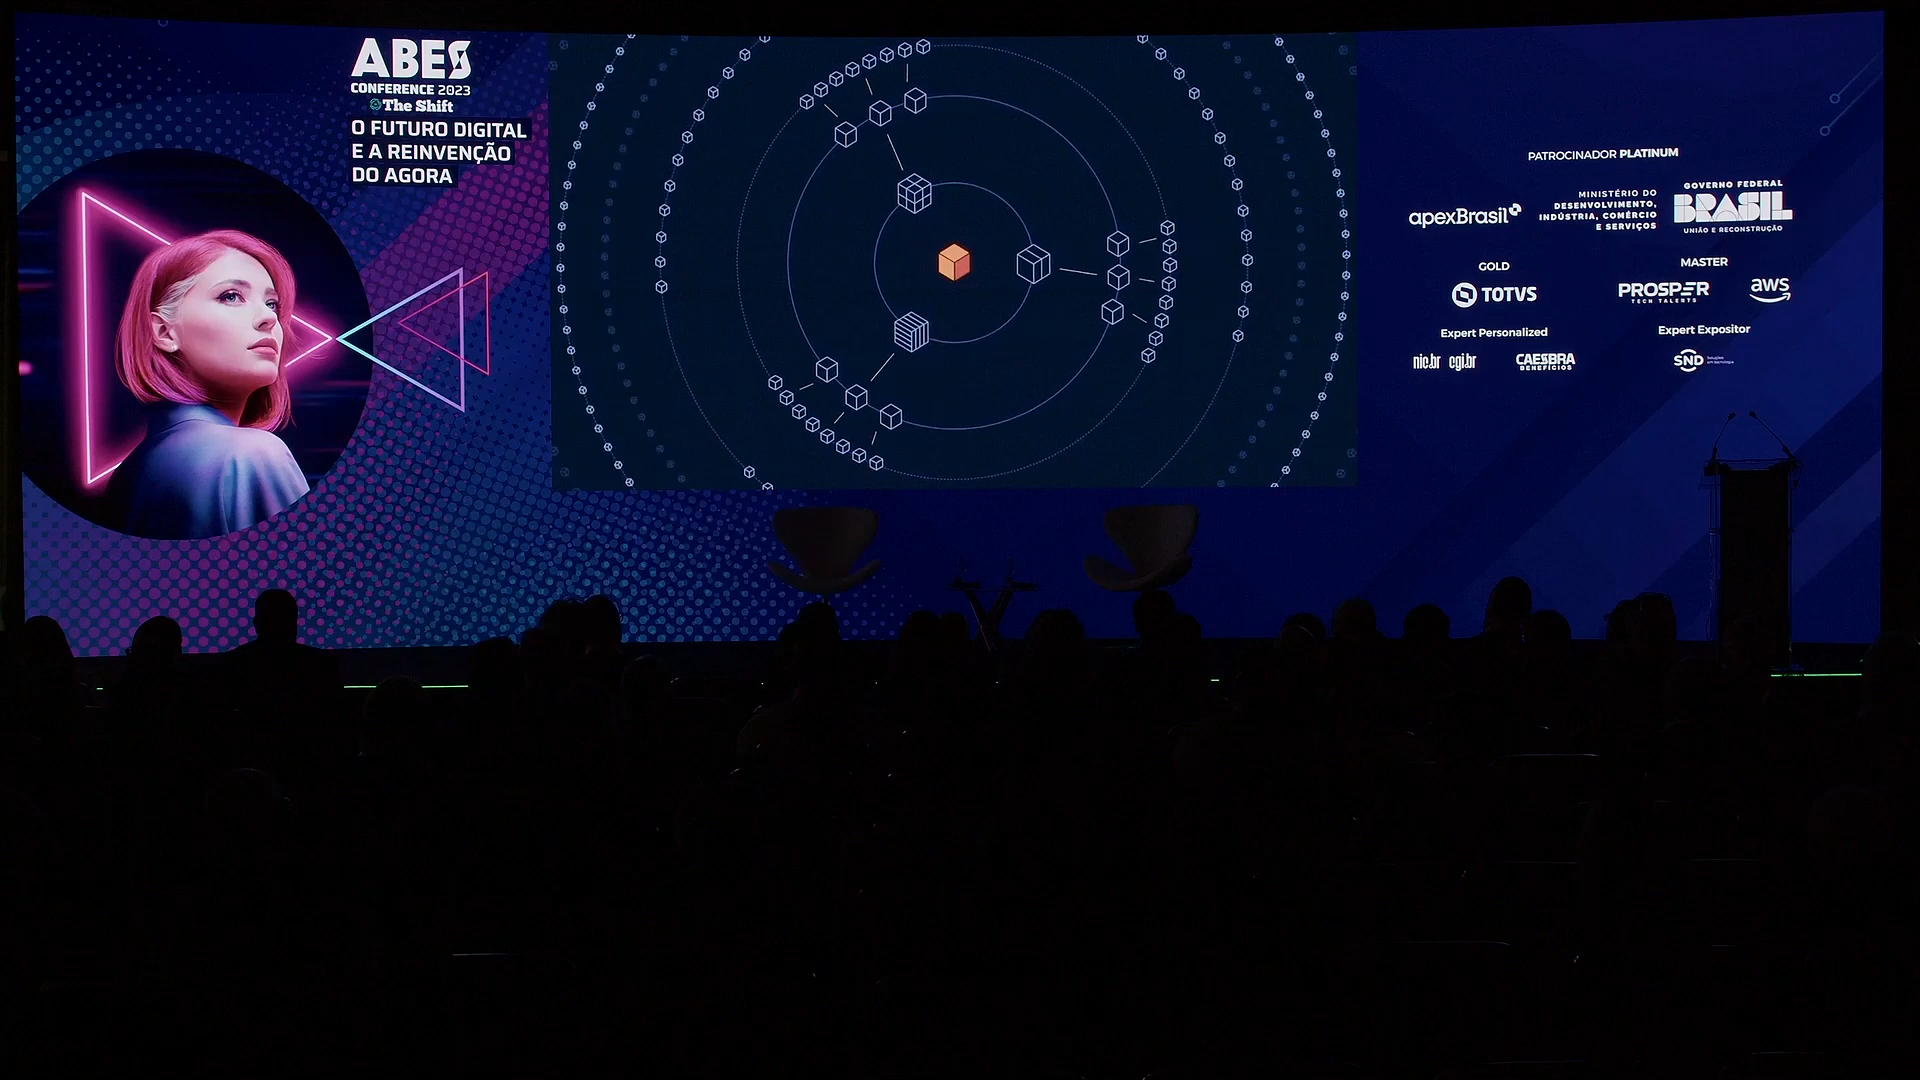 ABES
CONFERENCE 2023
The Shift
O FUTURO DIGITAL
E A REINVENÇÃO
DO AGORA
PATROCINADOR PLATINUM
apexBrasil
MINISTÉRIO DO
DESENVOLVIMENTO,
INDÚSTRIA, COMÉRCIO
E SERVIÇOS
GOVERNO FEDERAL
BRASIL
UNIÃO E RECONSTRUÇÃO
GOLD
TOTVS
MASTER
PROSPER
TECH TALENTS
aws
Expert Personalized
nic.br cgi.br
CAESBRA
BENEFÍCIOS
Expert Expositor
SND